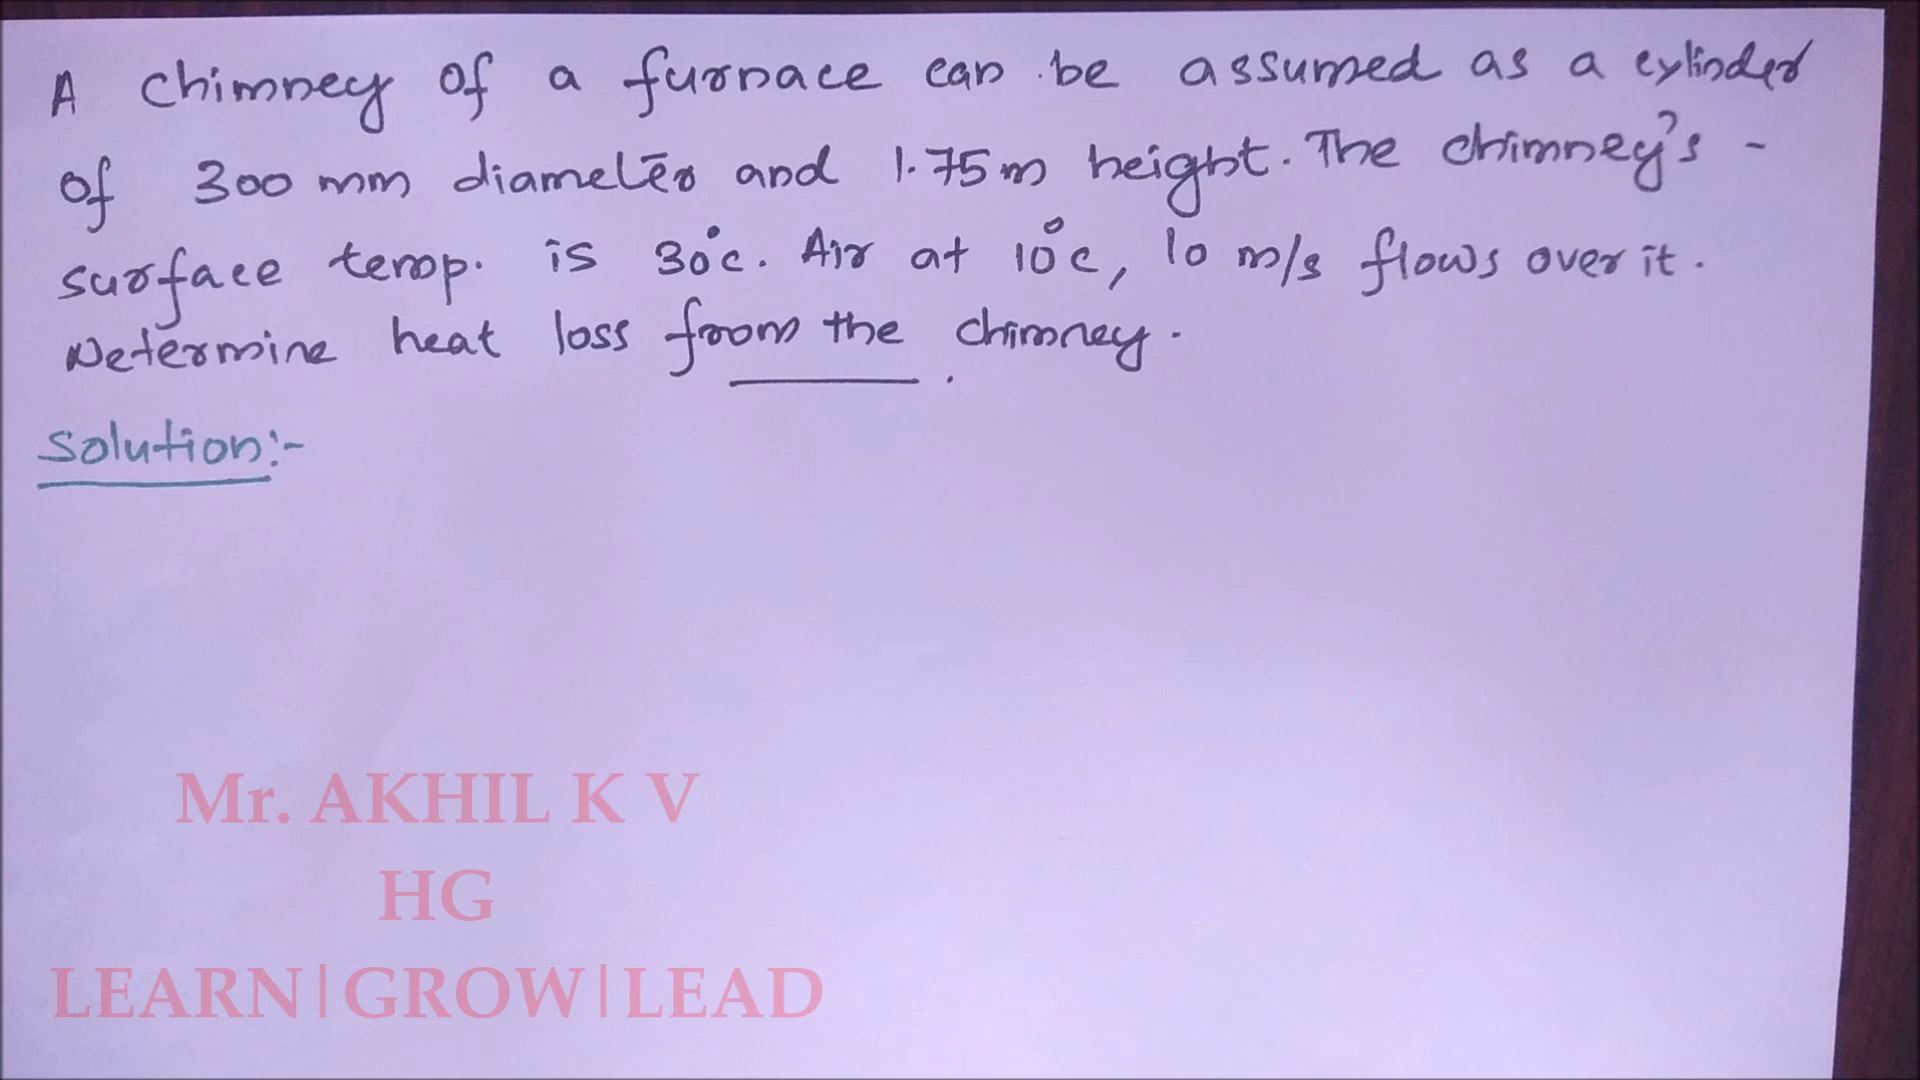 A chimney of a furnace can be assumed as a cylinder
of 300 mm diameter and 1.75 m height. The chimney's -
surface temp. is 30°c. Air at 10°c, 10 m/s flows over it.
Determine heat loss from the chimney.
Solution:-
Mr. AKHIL K V
HG
LEARN|GROW|LEAD